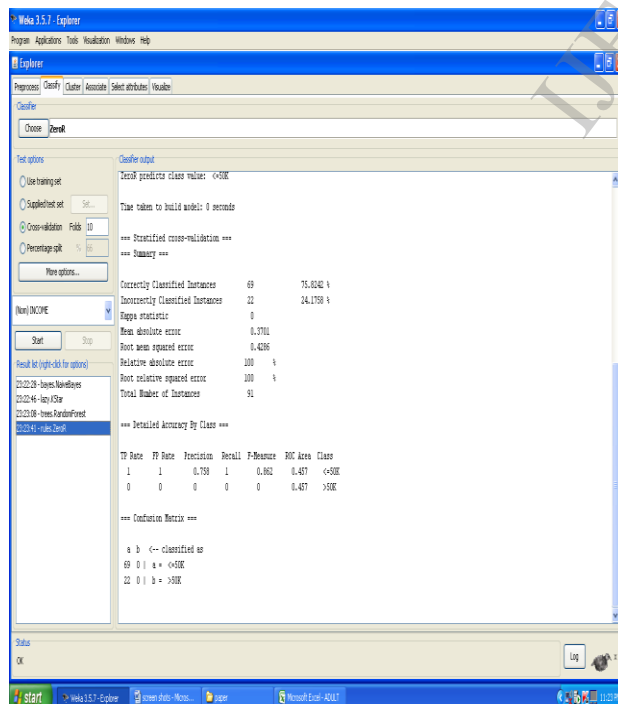 Weka 3.5.7 - Explorer
Program Applications Tools Visualization Windows Help
Explorer
Preprocess Classify Cluster Associate Select attributes Visualize
Classifier
Choose ZeroR
Test options
Use training set
Supplied test set Set...
Cross-validation Folds 10
Percentage split % 66
More options...
(Nom) INCOME
Start Stop
Result list (right-click for options)
23:22:29 - bayes.NaiveBayes
23:22:46 - lazy.KStar
23:23:08 - trees.RandomForest
23:23:41 - rules.ZeroR
Classifier output
ZeroR predicts class value: <=50K
Time taken to build model: 0 seconds
=== Stratified cross-validation ===
=== Summary ===
Correctly Classified Instances 69 75.8242 %
Incorrectly Classified Instances 22 24.1758 %
Kappa statistic 0
Mean absolute error 0.3701
Root mean squared error 0.4286
Relative absolute error 100 %
Root relative squared error 100 %
Total Number of Instances 91
=== Detailed Accuracy By Class ===
TP Rate FP Rate Precision Recall F-Measure ROC Area Class
1 1 0.758 1 0.862 0.457 <=50K
0 0 0 0 0 0.457 >50K
=== Confusion Matrix ===
a b <-- classified as
69 0 | a = <=50K
22 0 | b = >50K
Status
OK
Log
x
start Weka 3.5.7 - Explorer screen shots - Micros... paper Microsoft Excel - ADULT